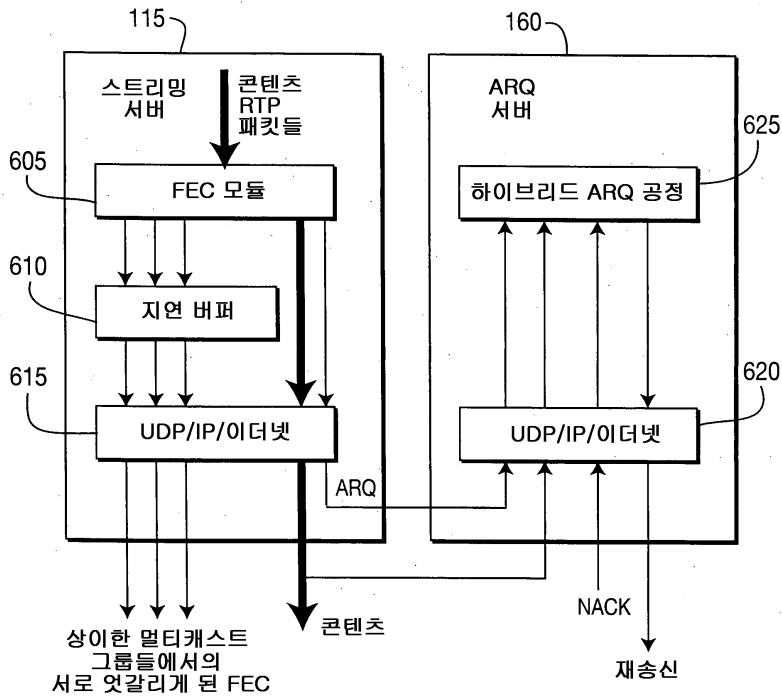 115
160
스트리밍
서버
콘텐츠
RTP
패킷들
ARQ
서버
605
625
FEC 모듈
하이브리드 ARQ 공정
610
지연 버퍼
615
620
UDP/IP/이더넷
UDP/IP/이더넷
ARQ
NACK
콘텐츠
재송신
상이한 멀티캐스트
그룹들에서의
서로 엇갈리게 된 FEC